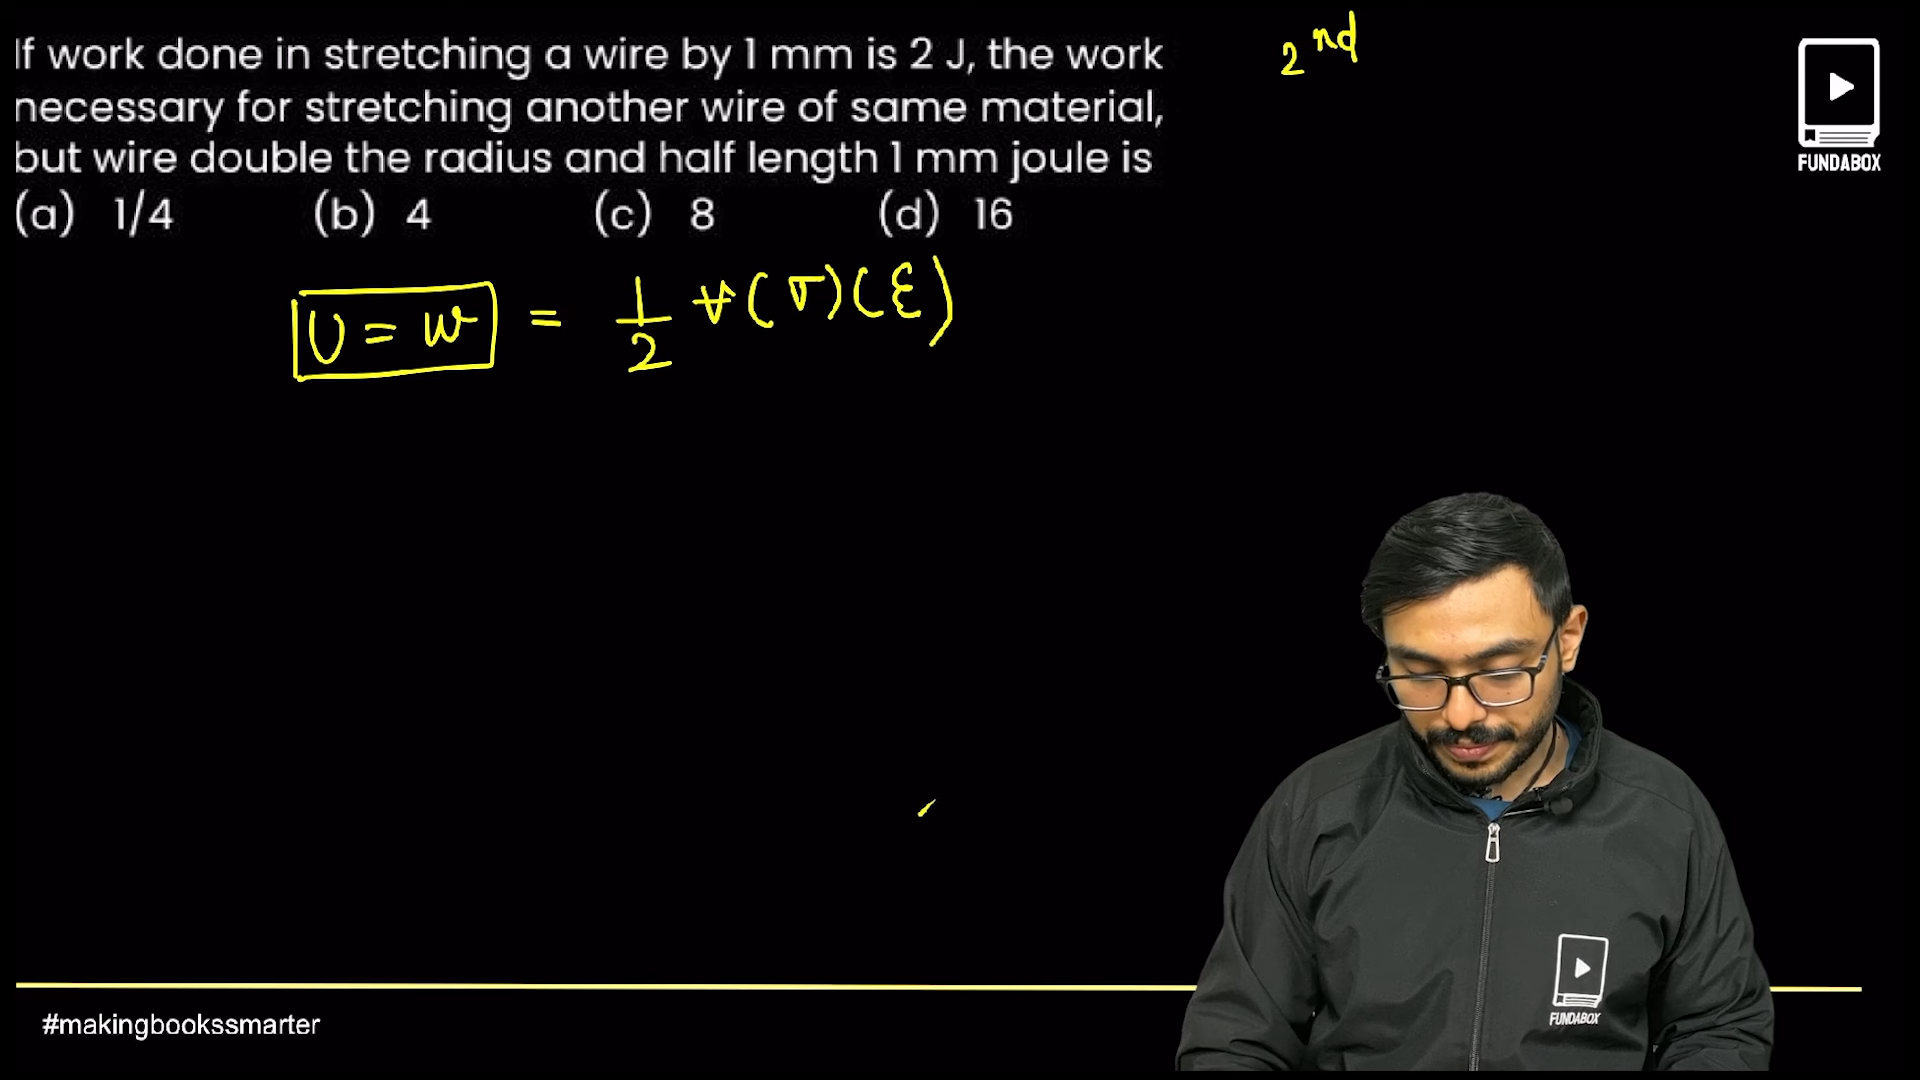 If work done in stretching a wire by 1 mm is 2 J, the work
necessary for stretching another wire of same material,
but wire double the radius and half length 1 mm joule is
(a) 1/4 (b) 4 (c) 8 (d) 16
2nd
FUNDABOX
U = W = 1/2 V (σ) (ε)
FUNDABOX
#makingbookssmarter